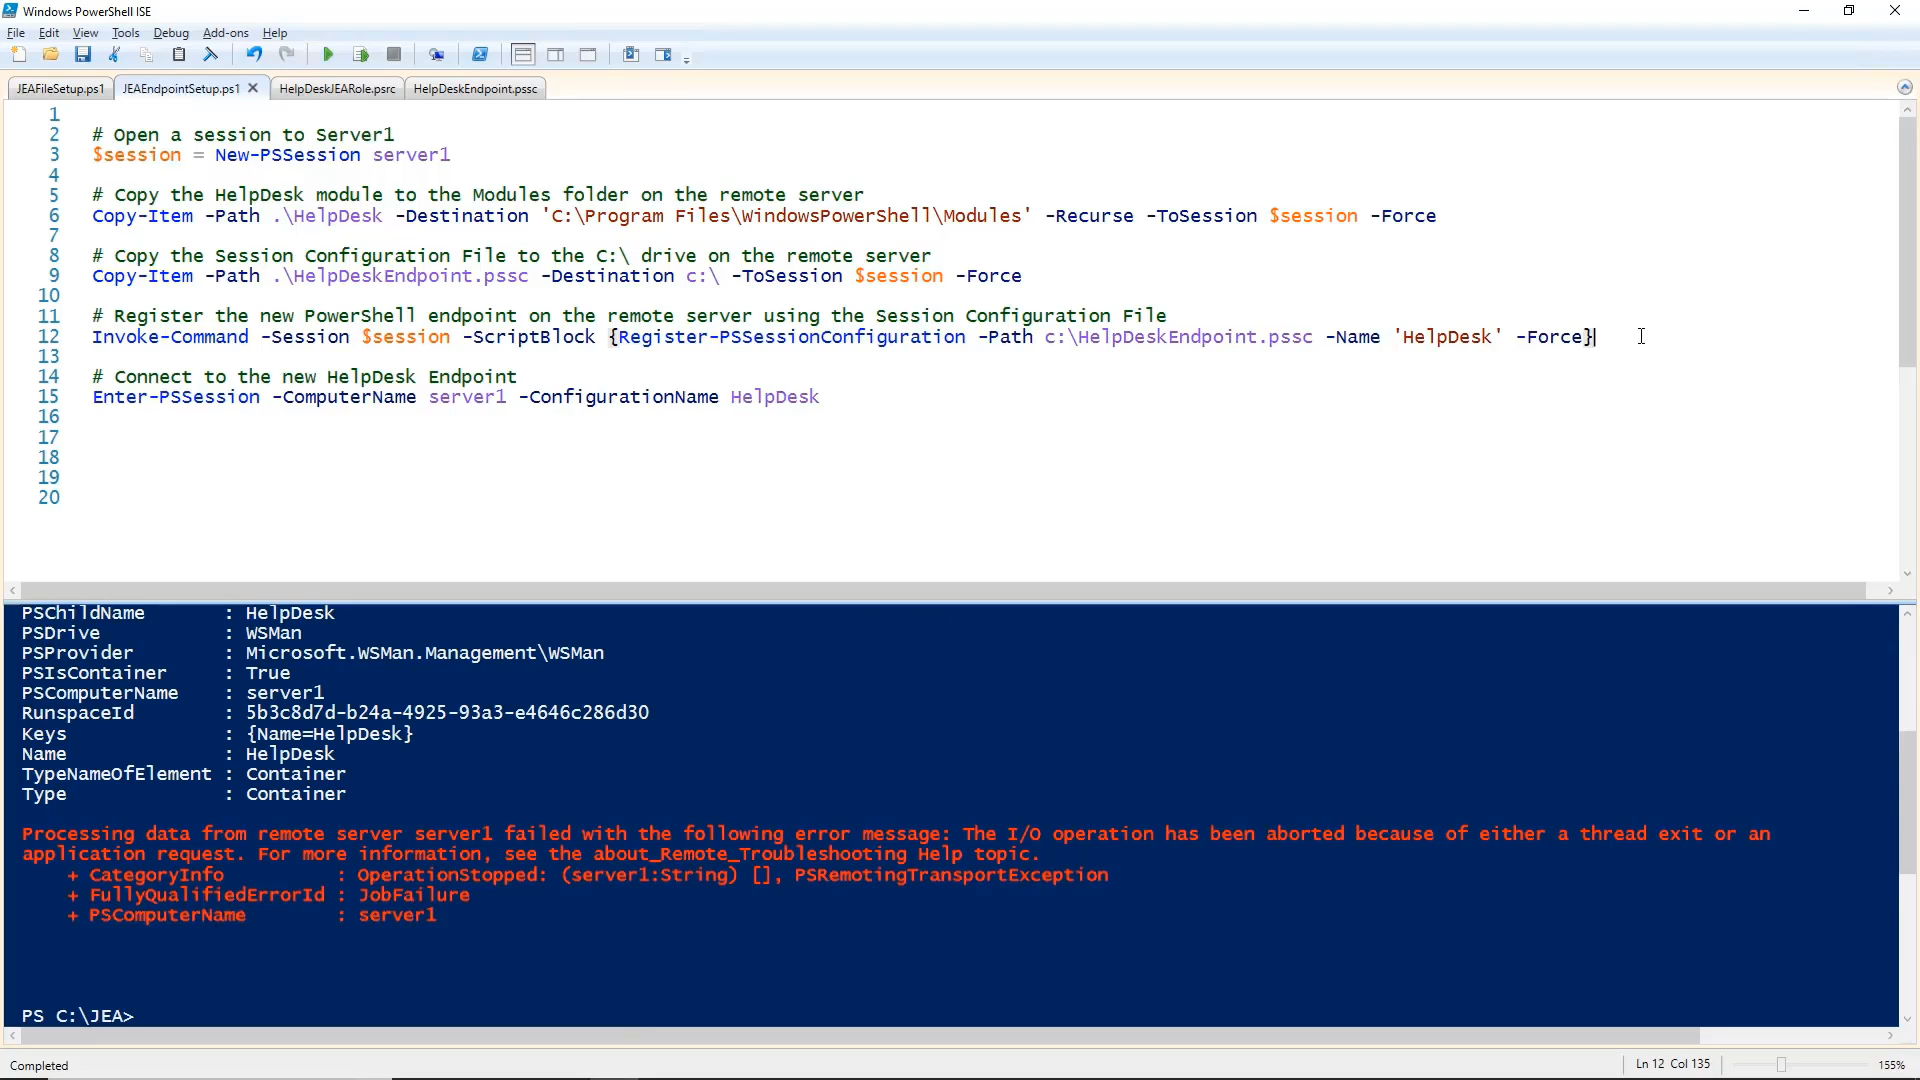 Windows PowerShell ISE
File Edit View Tools Debug Add-ons Help
JEAFileSetup.ps1 JEAEndpointSetup.ps1 HelpDeskJEARole.psrc HelpDeskEndpoint.pssc
1
2 # Open a session to Server1
3 $session = New-PSSession server1
4
5 # Copy the HelpDesk module to the Modules folder on the remote server
6 Copy-Item -Path .\HelpDesk -Destination 'C:\Program Files\WindowsPowerShell\Modules' -Recurse -ToSession $session -Force
7
8 # Copy the Session Configuration File to the C:\ drive on the remote server
9 Copy-Item -Path .\HelpDeskEndpoint.pssc -Destination c:\ -ToSession $session -Force
10
11 # Register the new PowerShell endpoint on the remote server using the Session Configuration File
12 Invoke-Command -Session $session -ScriptBlock {Register-PSSessionConfiguration -Path c:\HelpDeskEndpoint.pssc -Name 'HelpDesk' -Force}
13
14 # Connect to the new HelpDesk Endpoint
15 Enter-PSSession -ComputerName server1 -ConfigurationName HelpDesk
16
17
18
19
20
PSChildName : HelpDesk
PSDrive : WSMan
PSProvider : Microsoft.WSMan.Management\WSMan
PSIsContainer : True
PSComputerName : server1
RunspaceId : 5b3c8d7d-b24a-4925-93a3-e4646c286d30
Keys : {Name=HelpDesk}
Name : HelpDesk
TypeNameOfElement : Container
Type : Container
Processing data from remote server server1 failed with the following error message: The I/O operation has been aborted because of either a thread exit or an
application request. For more information, see the about_Remote_Troubleshooting Help topic.
+ CategoryInfo : OperationStopped: (server1:String) [], PSRemotingTransportException
+ FullyQualifiedErrorId : JobFailure
+ PSComputerName : server1
PS C:\JEA>
Completed Ln 12 Col 135 155%